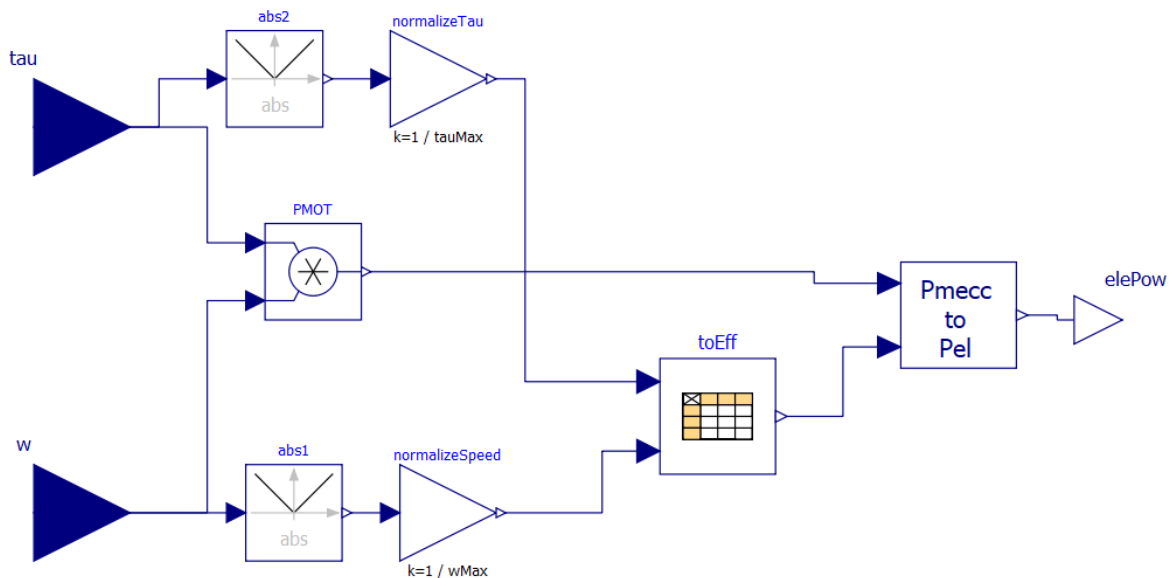 abs2
normalizeTau
tau
abs
k=1 / tauMax
PMOT
Pmecc
to
Pel
elePow
toEff
w
abs1
normalizeSpeed
abs
k=1 / wMax